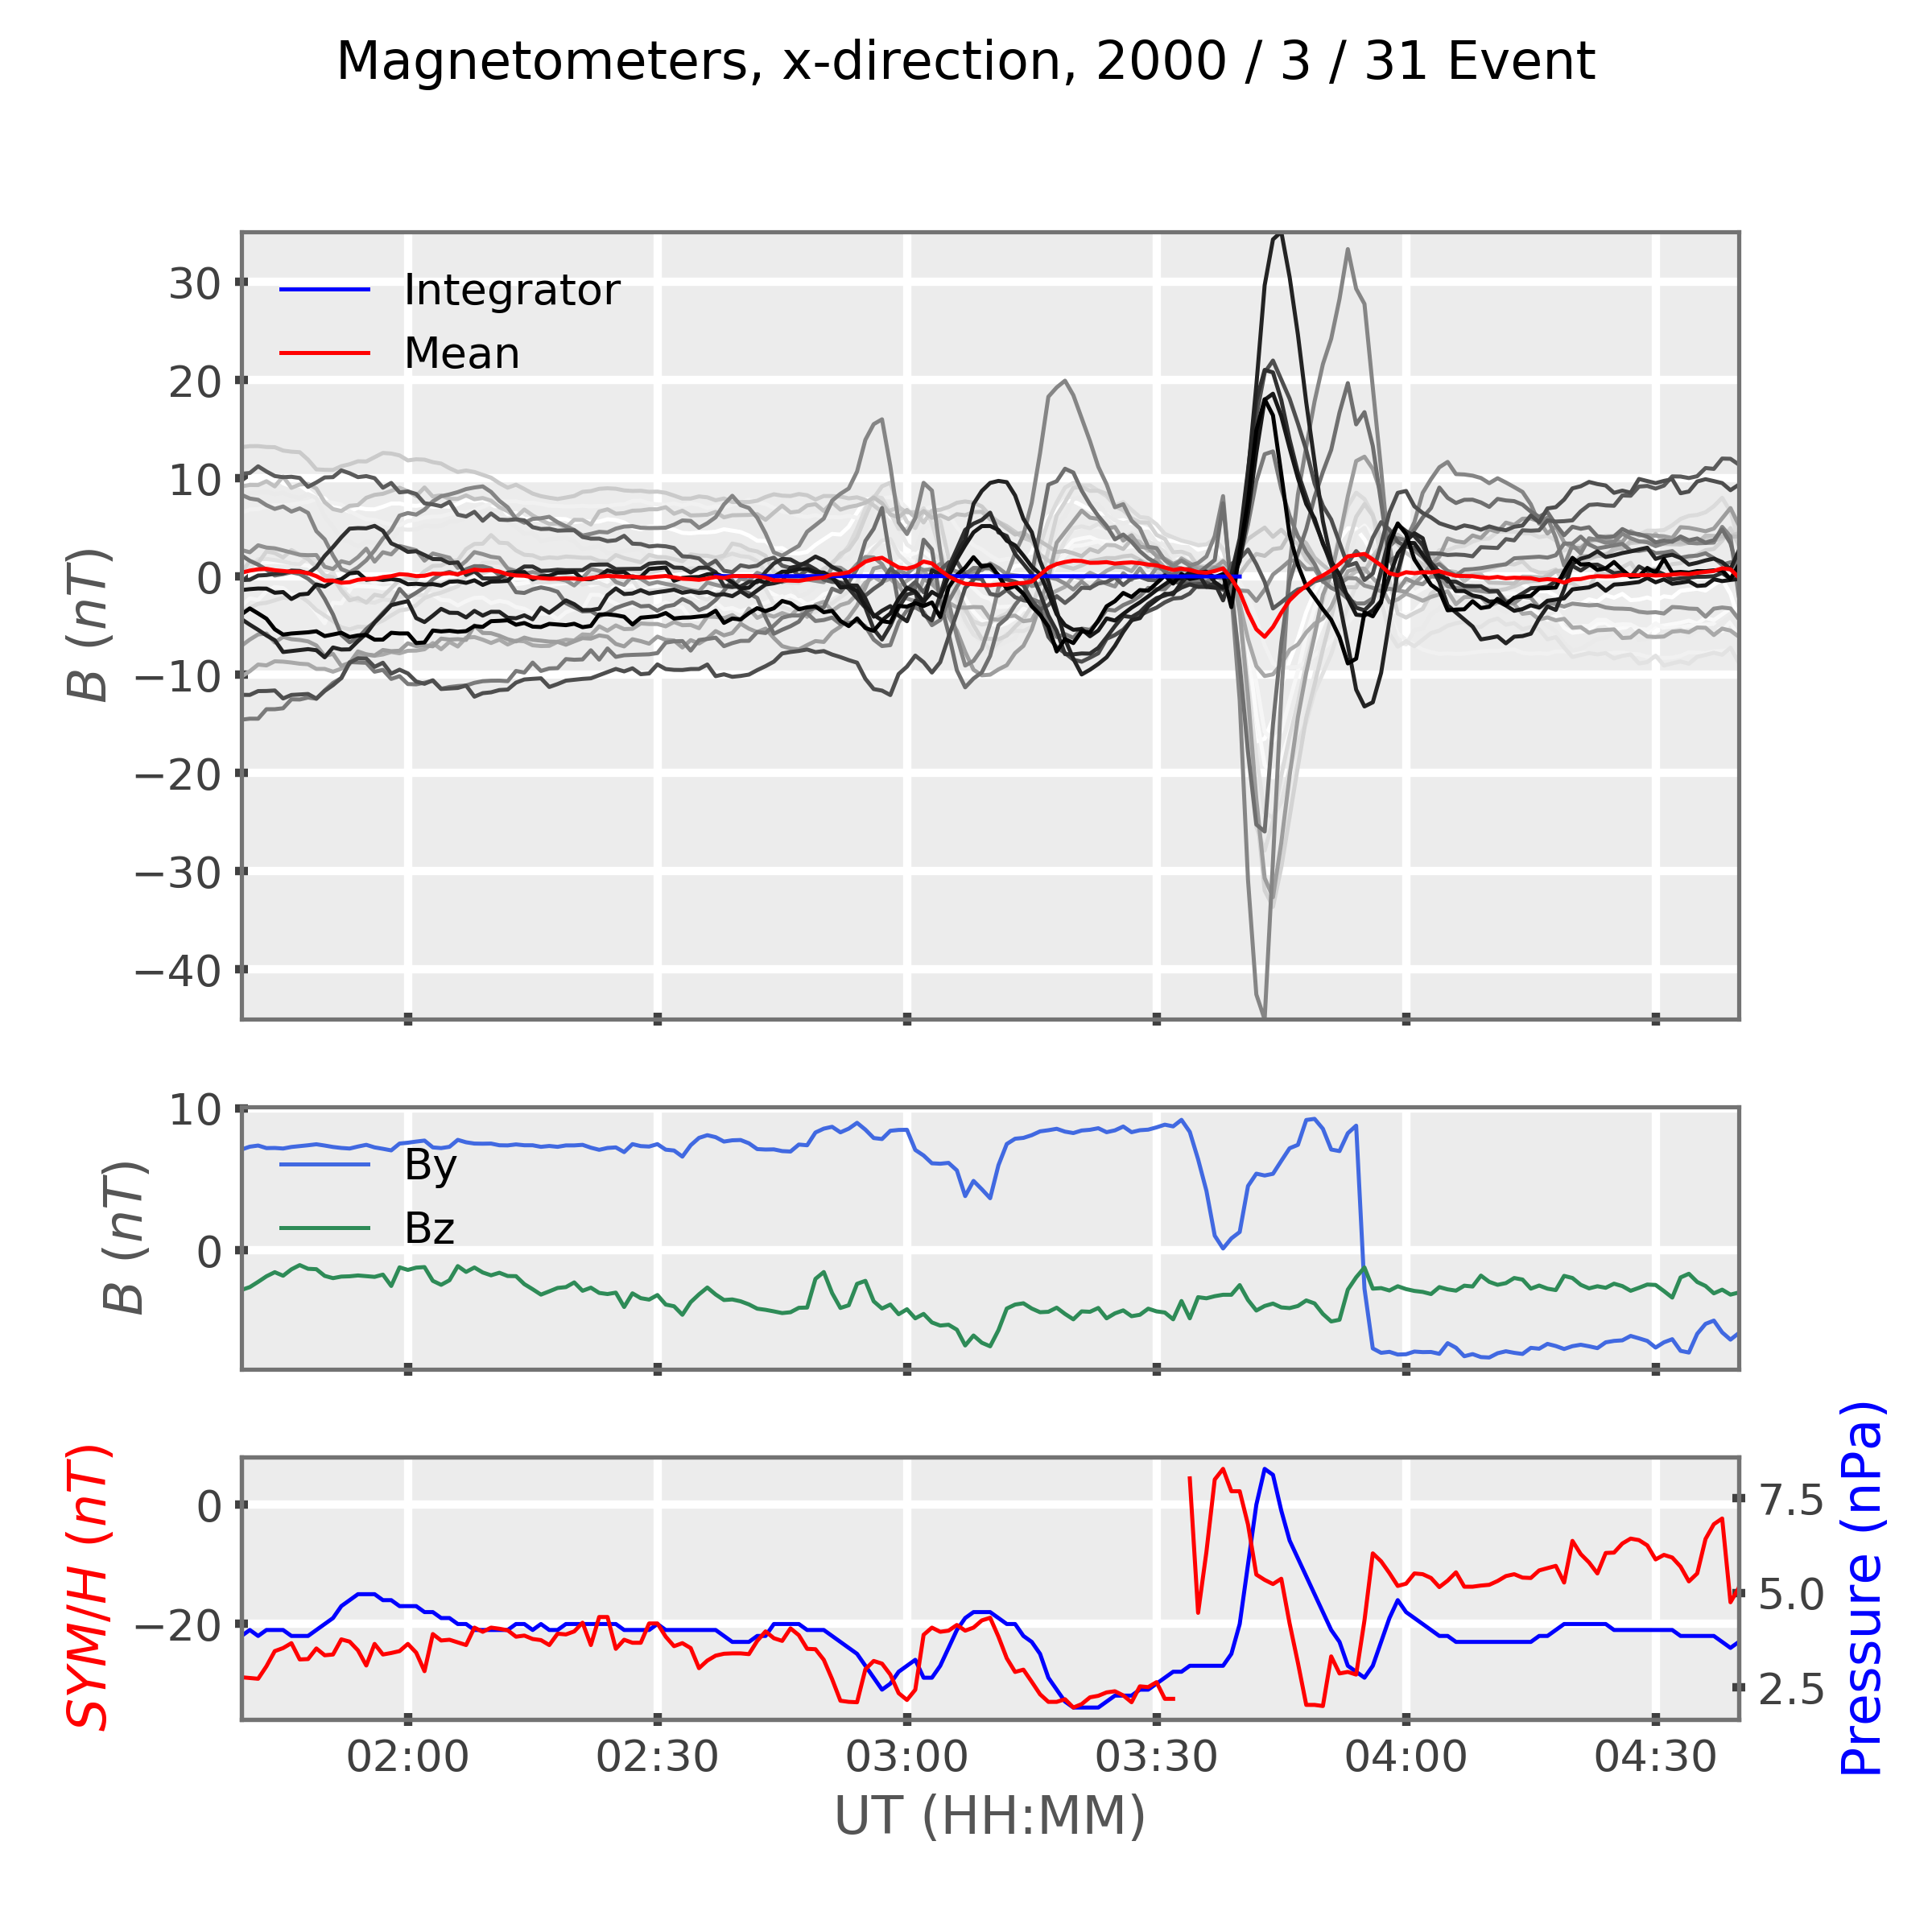 Magnetometers, x-direction, 2000 / 3 / 31 Event
B (nT)
30
20
10
0
−10
−20
−30
−40
Integrator
Mean
B (nT)
10
0
By
Bz
SYM/H (nT)
0
−20
7.5
5.0
2.5
Pressure (nPa)
02:00 02:30 03:00 03:30 04:00 04:30
UT (HH:MM)